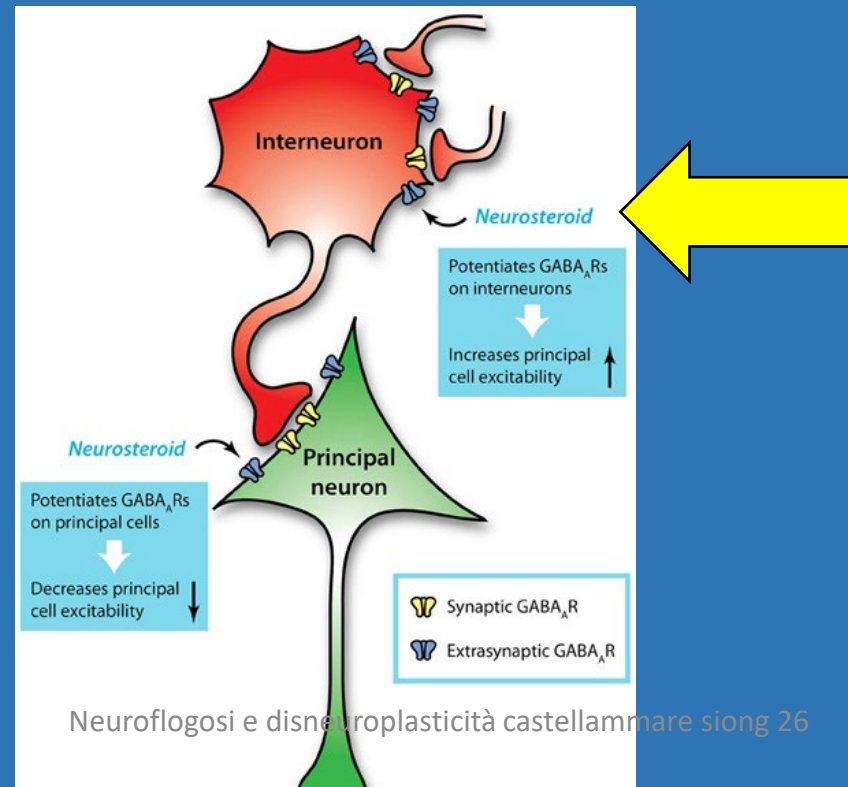 Interneuron
Neurosteroid
Potentiates GABAARs
on interneurons
Increases principal
cell excitability
Neurosteroid
Potentiates GABAARs
on principal cells
Decreases principal
cell excitability
Principal
neuron
Synaptic GABAAR
Extrasynaptic GABAAR
Neuroflogosi e disneuroplasticità castellammare siong 26